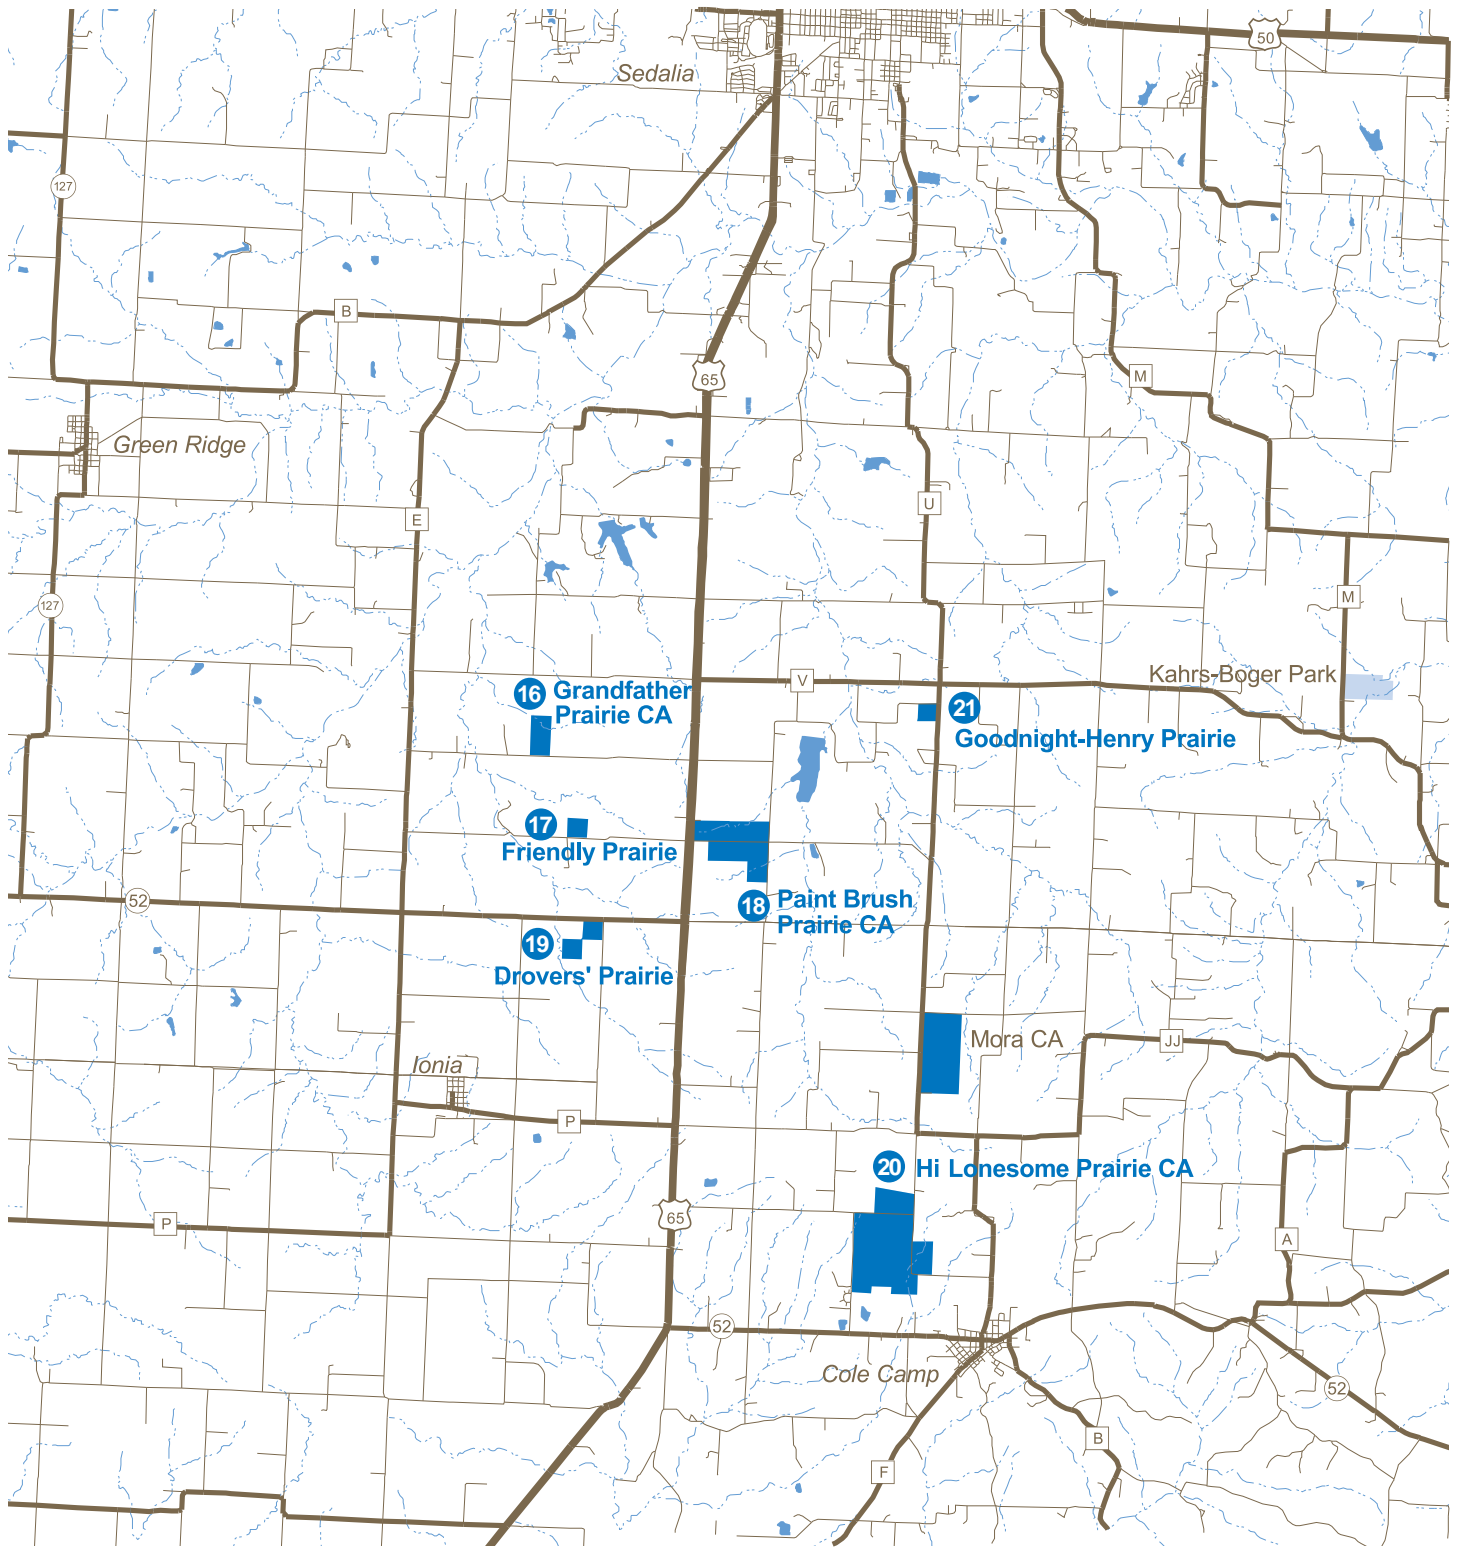 50
Sedalia
127
B
65
M
Green Ridge
U
E
M
127
Kahrs-Boger Park
V
16 Grandfather
Prairie CA
21
Goodnight-Henry Prairie
17
Friendly Prairie
18 Paint Brush
Prairie CA
52
19
Drovers' Prairie
Mora CA
JJ
Ionia
P
20 Hi Lonesome Prairie CA
65
P
A
52
Cole Camp
52
B
F